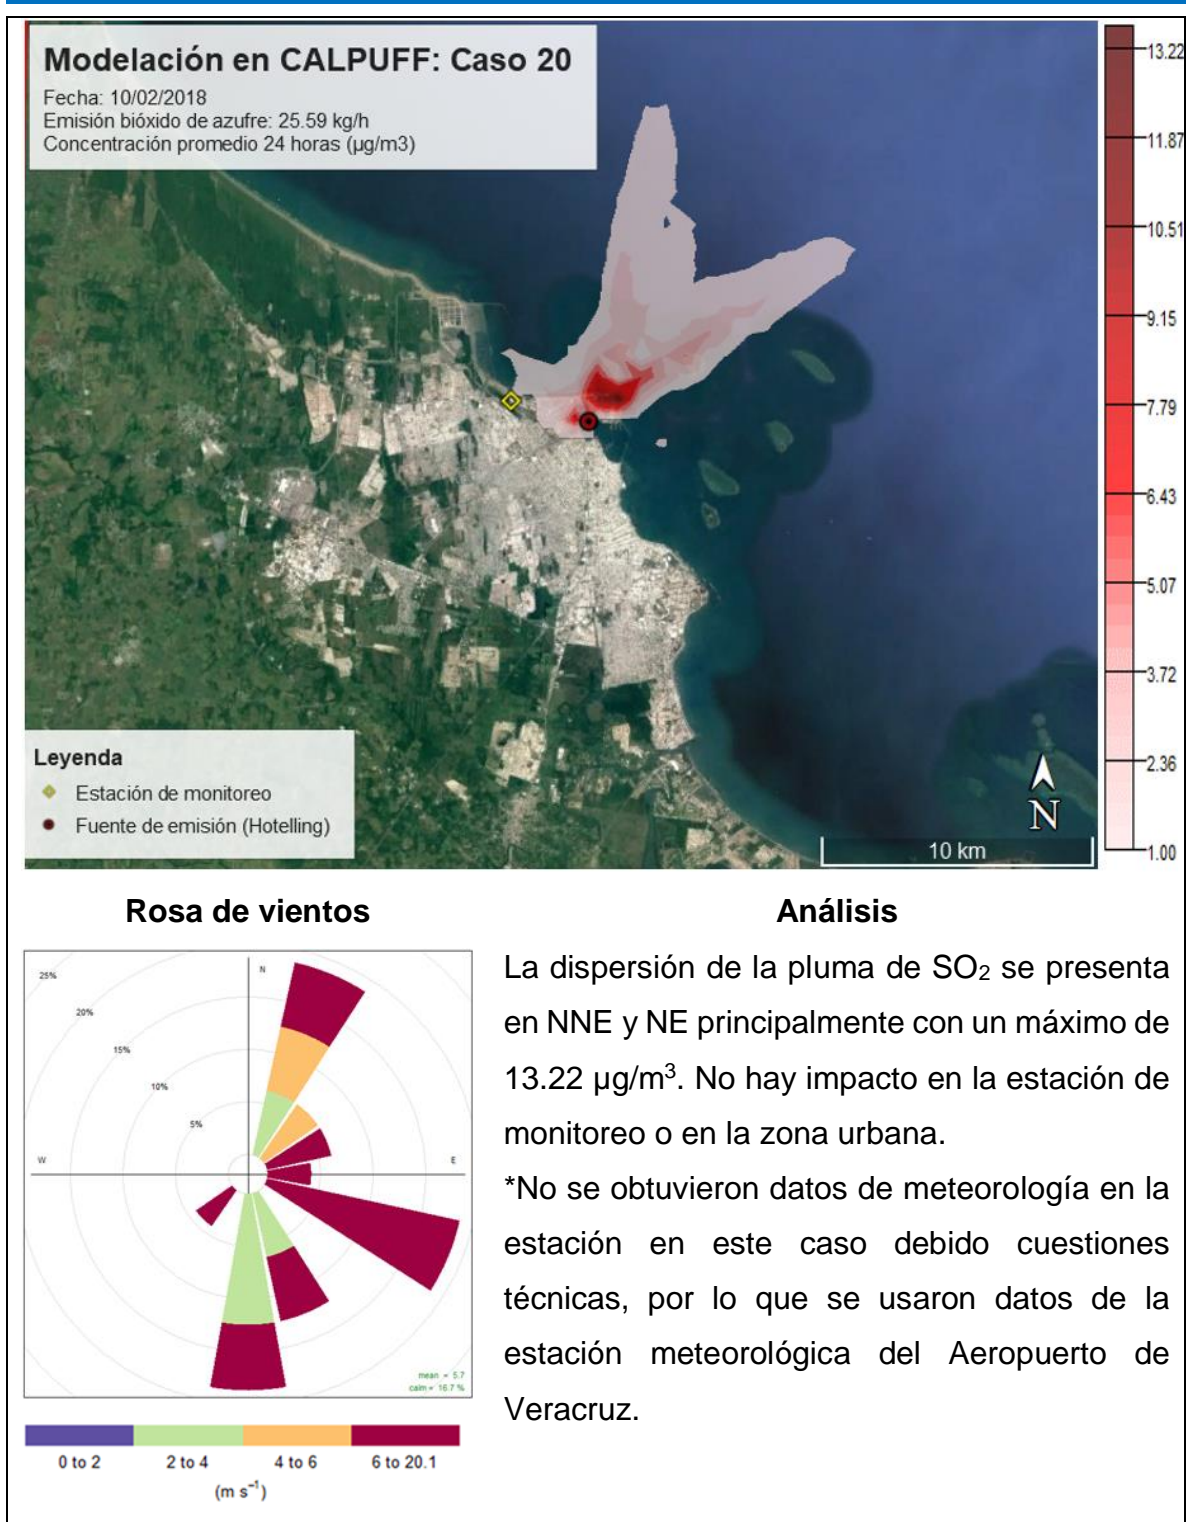 Modelación en CALPUFF: Caso 20
Fecha: 10/02/2018
Emisión bióxido de azufre: 25.59 kg/h
Concentración promedio 24 horas (µg/m3)
13.22
11.87
10.51
9.15
7.79
6.43
5.07
3.72
2.36
1.00
Leyenda
Estación de monitoreo
Fuente de emisión (Hotelling)
N
10 km
Rosa de vientos
25%
20%
15%
10%
5%
N
W
E
mean = 5.7
calm = 16.7 %
0 to 2
2 to 4
4 to 6
6 to 20.1
(m s⁻¹)
Análisis
La dispersión de la pluma de SO₂ se presenta
en NNE y NE principalmente con un máximo de
13.22 µg/m³. No hay impacto en la estación de
monitoreo o en la zona urbana.
*No se obtuvieron datos de meteorología en la
estación en este caso debido cuestiones
técnicas, por lo que se usaron datos de la
estación meteorológica del Aeropuerto de
Veracruz.